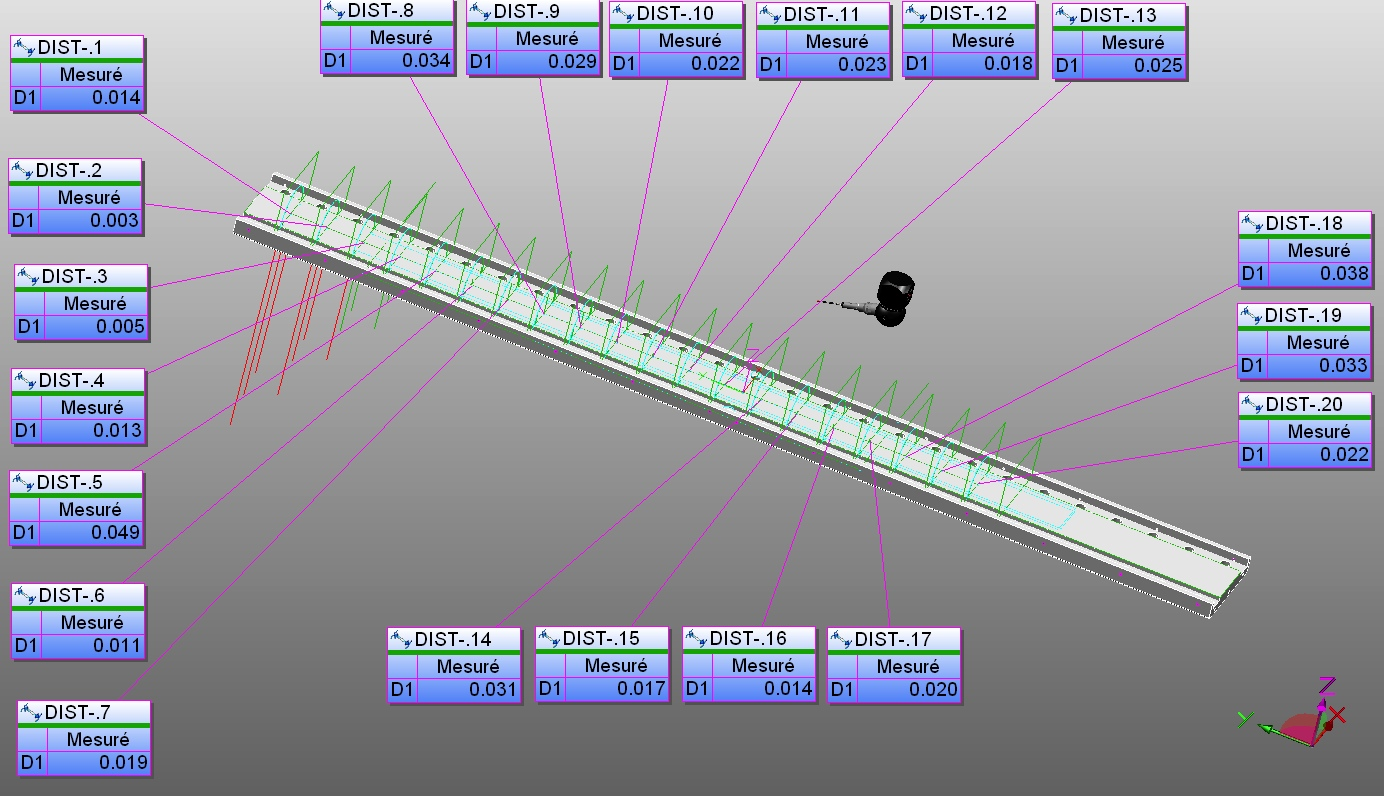 DIST-.1
Mesuré
D1 0.014
DIST-.2
Mesuré
D1 0.003
DIST-.3
Mesuré
D1 0.005
DIST-.4
Mesuré
D1 0.013
DIST-.5
Mesuré
D1 0.049
DIST-.6
Mesuré
D1 0.011
DIST-.7
Mesuré
D1 0.019
DIST-.8
Mesuré
D1 0.034
DIST-.9
Mesuré
D1 0.029
DIST-.10
Mesuré
D1 0.022
DIST-.11
Mesuré
D1 0.023
DIST-.12
Mesuré
D1 0.018
DIST-.13
Mesuré
D1 0.025
DIST-.14
Mesuré
D1 0.031
DIST-.15
Mesuré
D1 0.017
DIST-.16
Mesuré
D1 0.014
DIST-.17
Mesuré
D1 0.020
DIST-.18
Mesuré
D1 0.038
DIST-.19
Mesuré
D1 0.033
DIST-.20
Mesuré
D1 0.022
Z
Z
Y
X